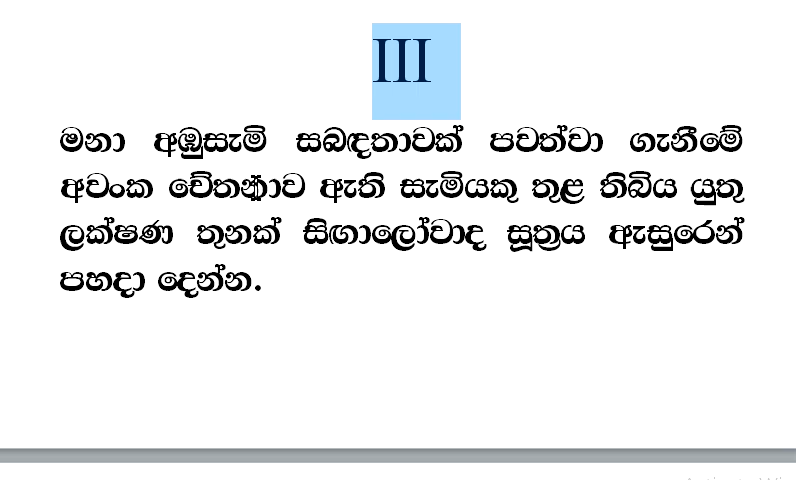 III
මනා අඹුසැමි සබඳතාවක් පවත්වා ගැනීමේ
අවංක චේතනාව ඇති සැමියකු තුළ තිබිය යුතු
ලක්ෂණ තුනක් සිඟාලෝවාද සූත්‍රය ඇසුරෙන්
පහදා දෙන්න.